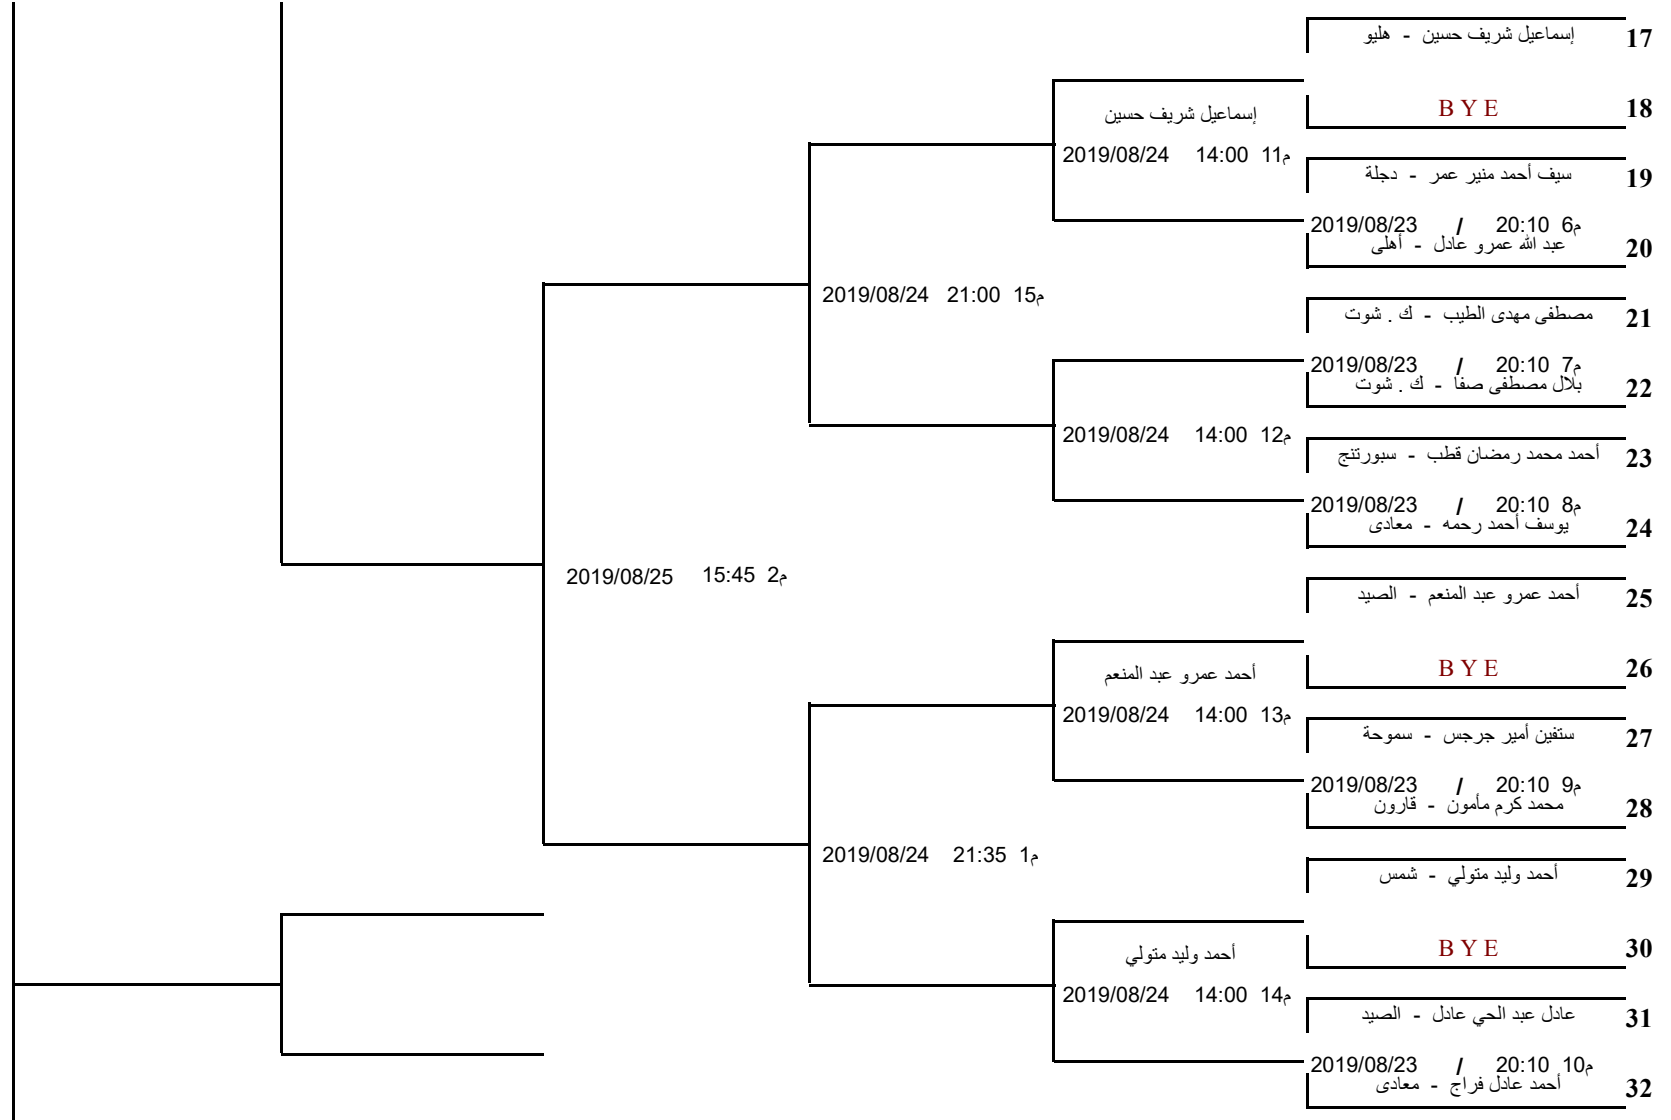 17 إسماعيل شريف حسين - هليو
18 B Y E
إسماعيل شريف حسين
م11 14:00 2019/08/24
19 سيف أحمد منير عمر - دجلة
م6 20:10 / 2019/08/23
20 عبد الله عمرو عادل - أهلى
م15 21:00 2019/08/24
21 مصطفى مهدى الطيب - ك . شوت
م7 20:10 / 2019/08/23
22 بلال مصطفى صفا - ك . شوت
م12 14:00 2019/08/24
23 أحمد محمد رمضان قطب - سبورتنج
م8 20:10 / 2019/08/23
24 يوسف أحمد رحمه - معادى
م2 15:45 2019/08/25
25 أحمد عمرو عبد المنعم - الصيد
26 B Y E
أحمد عمرو عبد المنعم
م13 14:00 2019/08/24
27 ستفين أمير جرجس - سموحة
م9 20:10 / 2019/08/23
28 محمد كرم مأمون - قارون
م1 21:35 2019/08/24
29 أحمد وليد متولي - شمس
30 B Y E
أحمد وليد متولي
م14 14:00 2019/08/24
31 عادل عبد الحي عادل - الصيد
م10 20:10 / 2019/08/23
32 أحمد عادل فراج - معادى